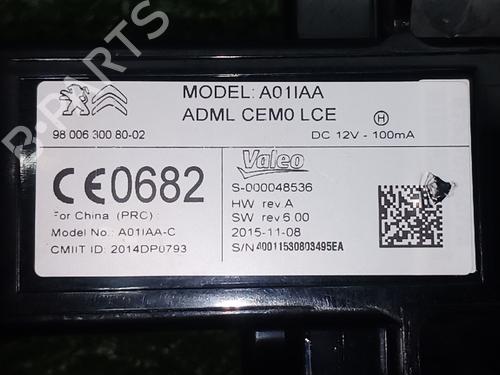 MODEL: A01IAA
ADML CEM0 LCE
H
98 006 300 80-02
DC 12V - 100mA
CE0682
For China (PRC) :
Model No.: A01IAA-C
CMIIT ID: 2014DP0793
Valeo
S-000048536
HW rev.A
SW rev.6.00
2015-11-08
S/N 40011530803495EA
B-PARTS